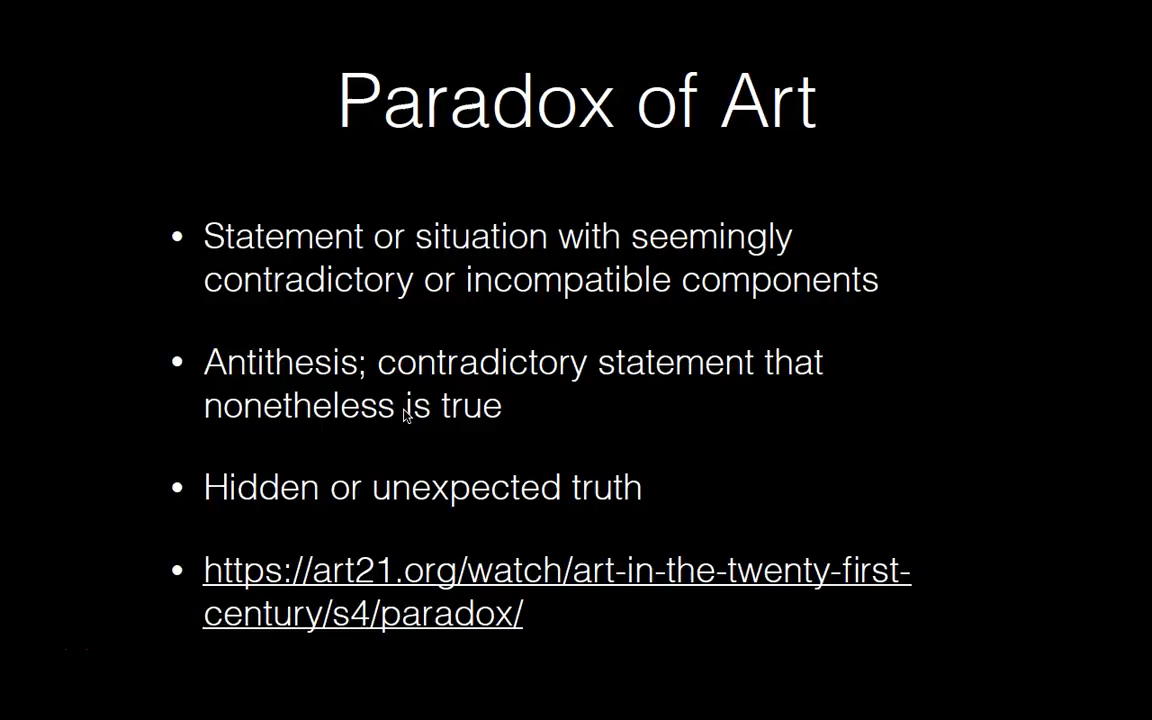 Paradox of Art
• Statement or situation with seemingly
contradictory or incompatible components
• Antithesis; contradictory statement that
nonetheless is true
• Hidden or unexpected truth
• https://art21.org/watch/art-in-the-twenty-first-
century/s4/paradox/